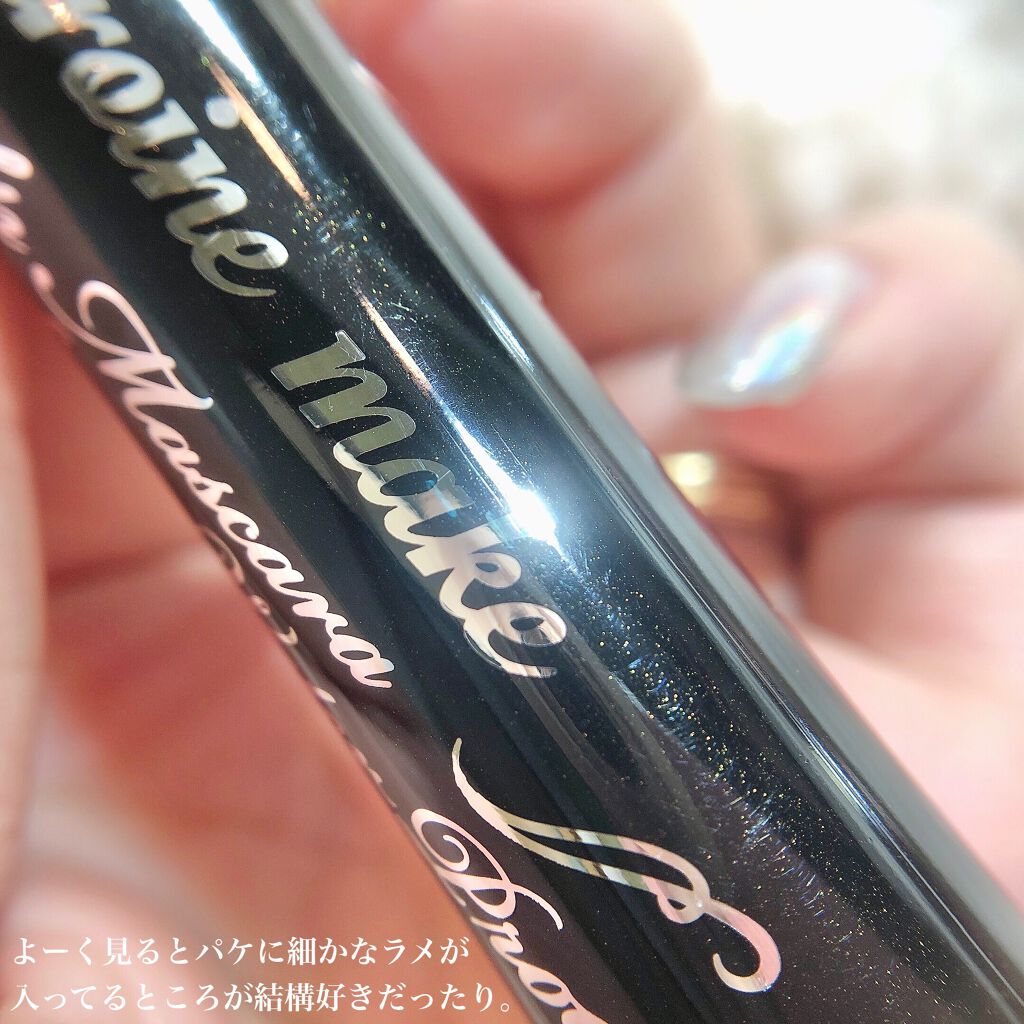 roine make
Mascara
よーく見るとパケに細かなラメが
入ってるところが結構好きだったり。